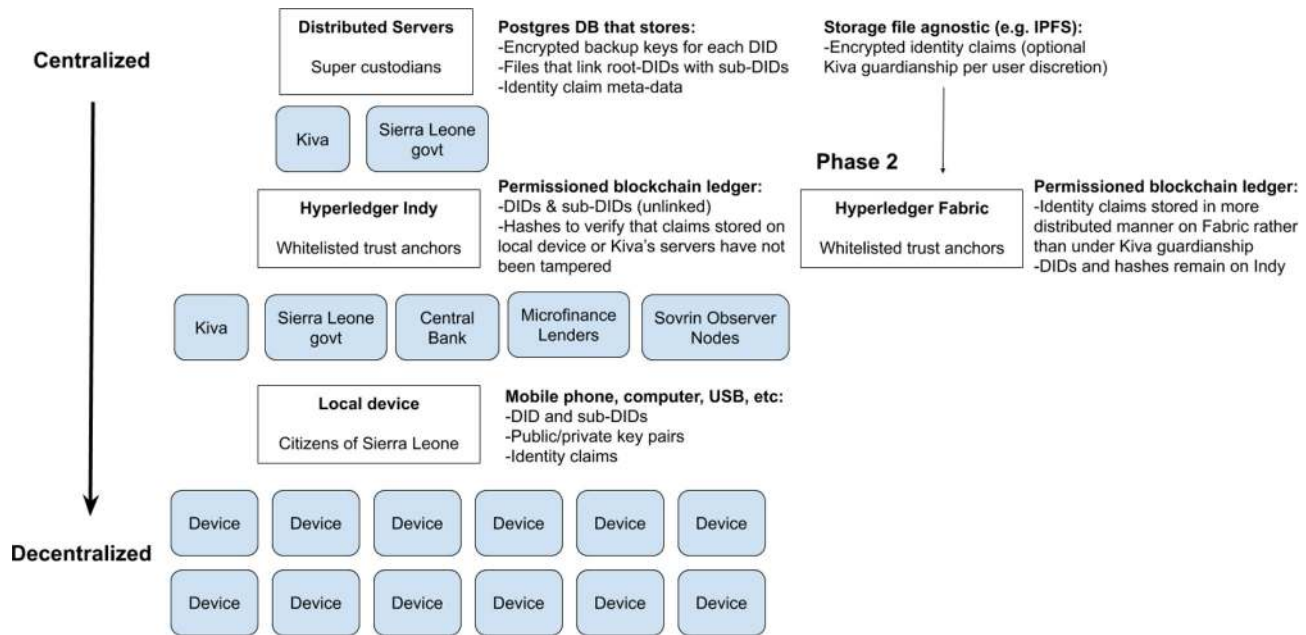 Centralized
Distributed Servers
Super custodians
Postgres DB that stores:
-Encrypted backup keys for each DID
-Files that link root-DIDs with sub-DIDs
-Identity claim meta-data
Storage file agnostic (e.g. IPFS):
-Encrypted identity claims (optional
Kiva guardianship per user discretion)
Kiva
Sierra Leone
govt
Phase 2
Hyperledger Indy
Whitelisted trust anchors
Permissioned blockchain ledger:
-DIDs & sub-DIDs (unlinked)
-Hashes to verify that claims stored on
local device or Kiva's servers have not
been tampered
Hyperledger Fabric
Whitelisted trust anchors
Permissioned blockchain ledger:
-Identity claims stored in more
distributed manner on Fabric rather
than under Kiva guardianship
-DIDs and hashes remain on Indy
Kiva
Sierra Leone
govt
Central
Bank
Microfinance
Lenders
Sovrin Observer
Nodes
Local device
Citizens of Sierra Leone
Mobile phone, computer, USB, etc:
-DID and sub-DIDs
-Public/private key pairs
-Identity claims
Device
Device
Device
Device
Device
Device
Decentralized
Device
Device
Device
Device
Device
Device